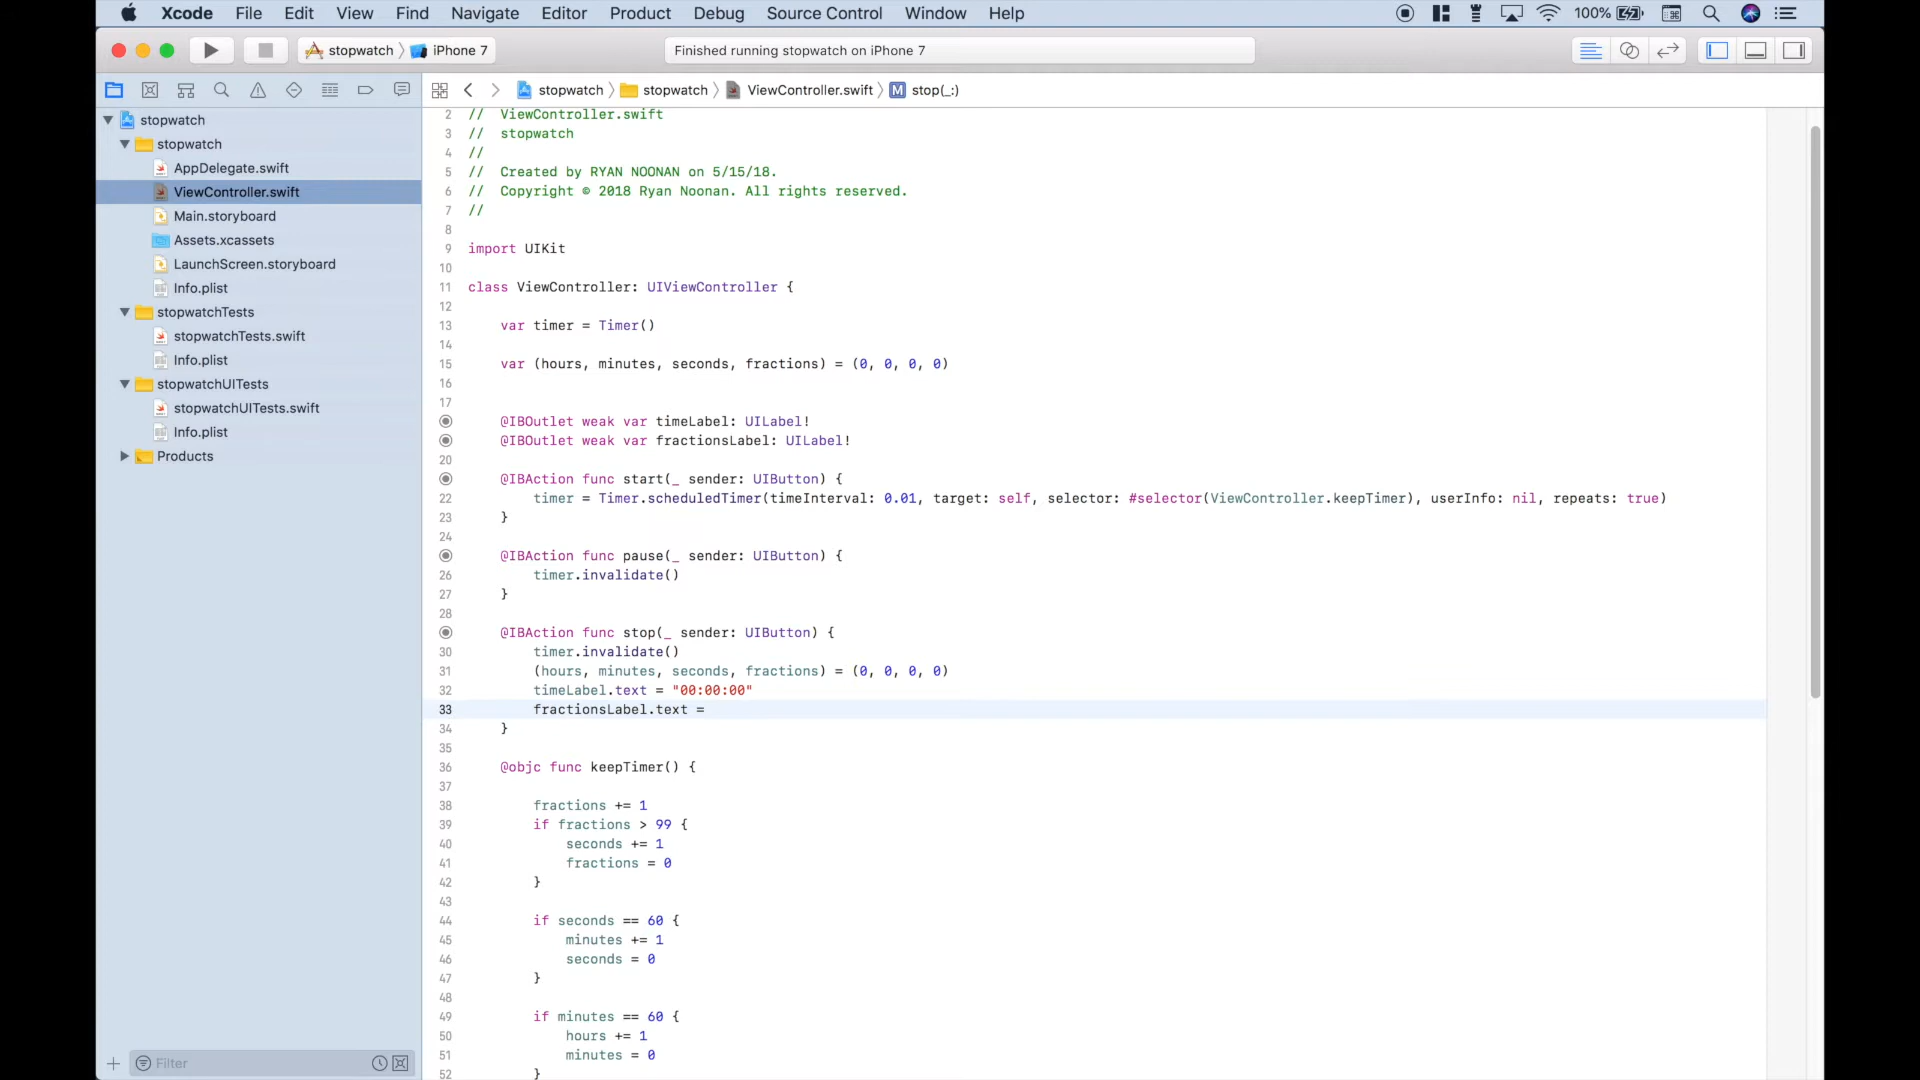 Xcode File Edit View Find Navigate Editor Product Debug Source Control Window Help 100%
stopwatch iPhone 7 Finished running stopwatch on iPhone 7
stopwatch stopwatch ViewController.swift M stop(_:)
stopwatch
stopwatch
AppDelegate.swift
ViewController.swift
Main.storyboard
Assets.xcassets
LaunchScreen.storyboard
Info.plist
stopwatchTests
stopwatchTests.swift
Info.plist
stopwatchUITests
stopwatchUITests.swift
Info.plist
Products
Filter
2 // ViewController.swift
3 // stopwatch
4 //
5 // Created by RYAN NOONAN on 5/15/18.
6 // Copyright © 2018 Ryan Noonan. All rights reserved.
7 //
8
9 import UIKit
10
11 class ViewController: UIViewController {
12
13 var timer = Timer()
14
15 var (hours, minutes, seconds, fractions) = (0, 0, 0, 0)
16
17
@IBOutlet weak var timeLabel: UILabel!
@IBOutlet weak var fractionsLabel: UILabel!
20
@IBAction func start(_ sender: UIButton) {
22 timer = Timer.scheduledTimer(timeInterval: 0.01, target: self, selector: #selector(ViewController.keepTimer), userInfo: nil, repeats: true)
23 }
24
@IBAction func pause(_ sender: UIButton) {
26 timer.invalidate()
27 }
28
@IBAction func stop(_ sender: UIButton) {
30 timer.invalidate()
31 (hours, minutes, seconds, fractions) = (0, 0, 0, 0)
32 timeLabel.text = "00:00:00"
33 fractionsLabel.text =
34 }
35
36 @objc func keepTimer() {
37
38 fractions += 1
39 if fractions > 99 {
40 seconds += 1
41 fractions = 0
42 }
43
44 if seconds == 60 {
45 minutes += 1
46 seconds = 0
47 }
48
49 if minutes == 60 {
50 hours += 1
51 minutes = 0
52 }